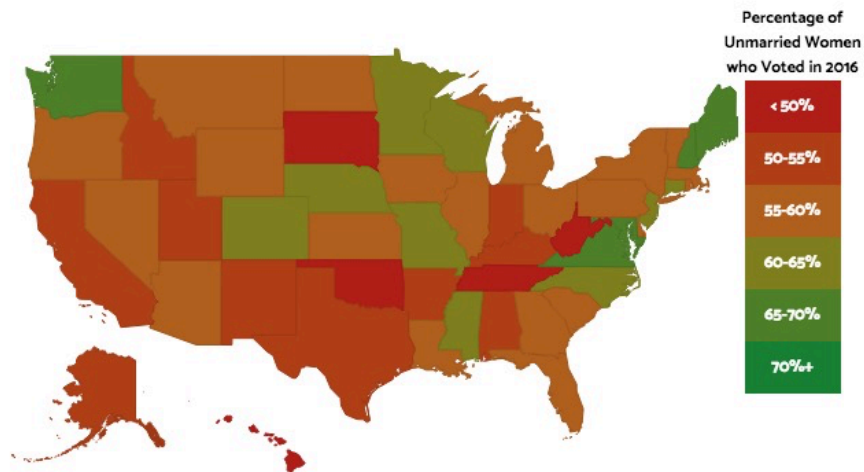 Percentage of
Unmarried Women
who Voted in 2016
< 50%
50-55%
55-60%
60-65%
65-70%
70%+